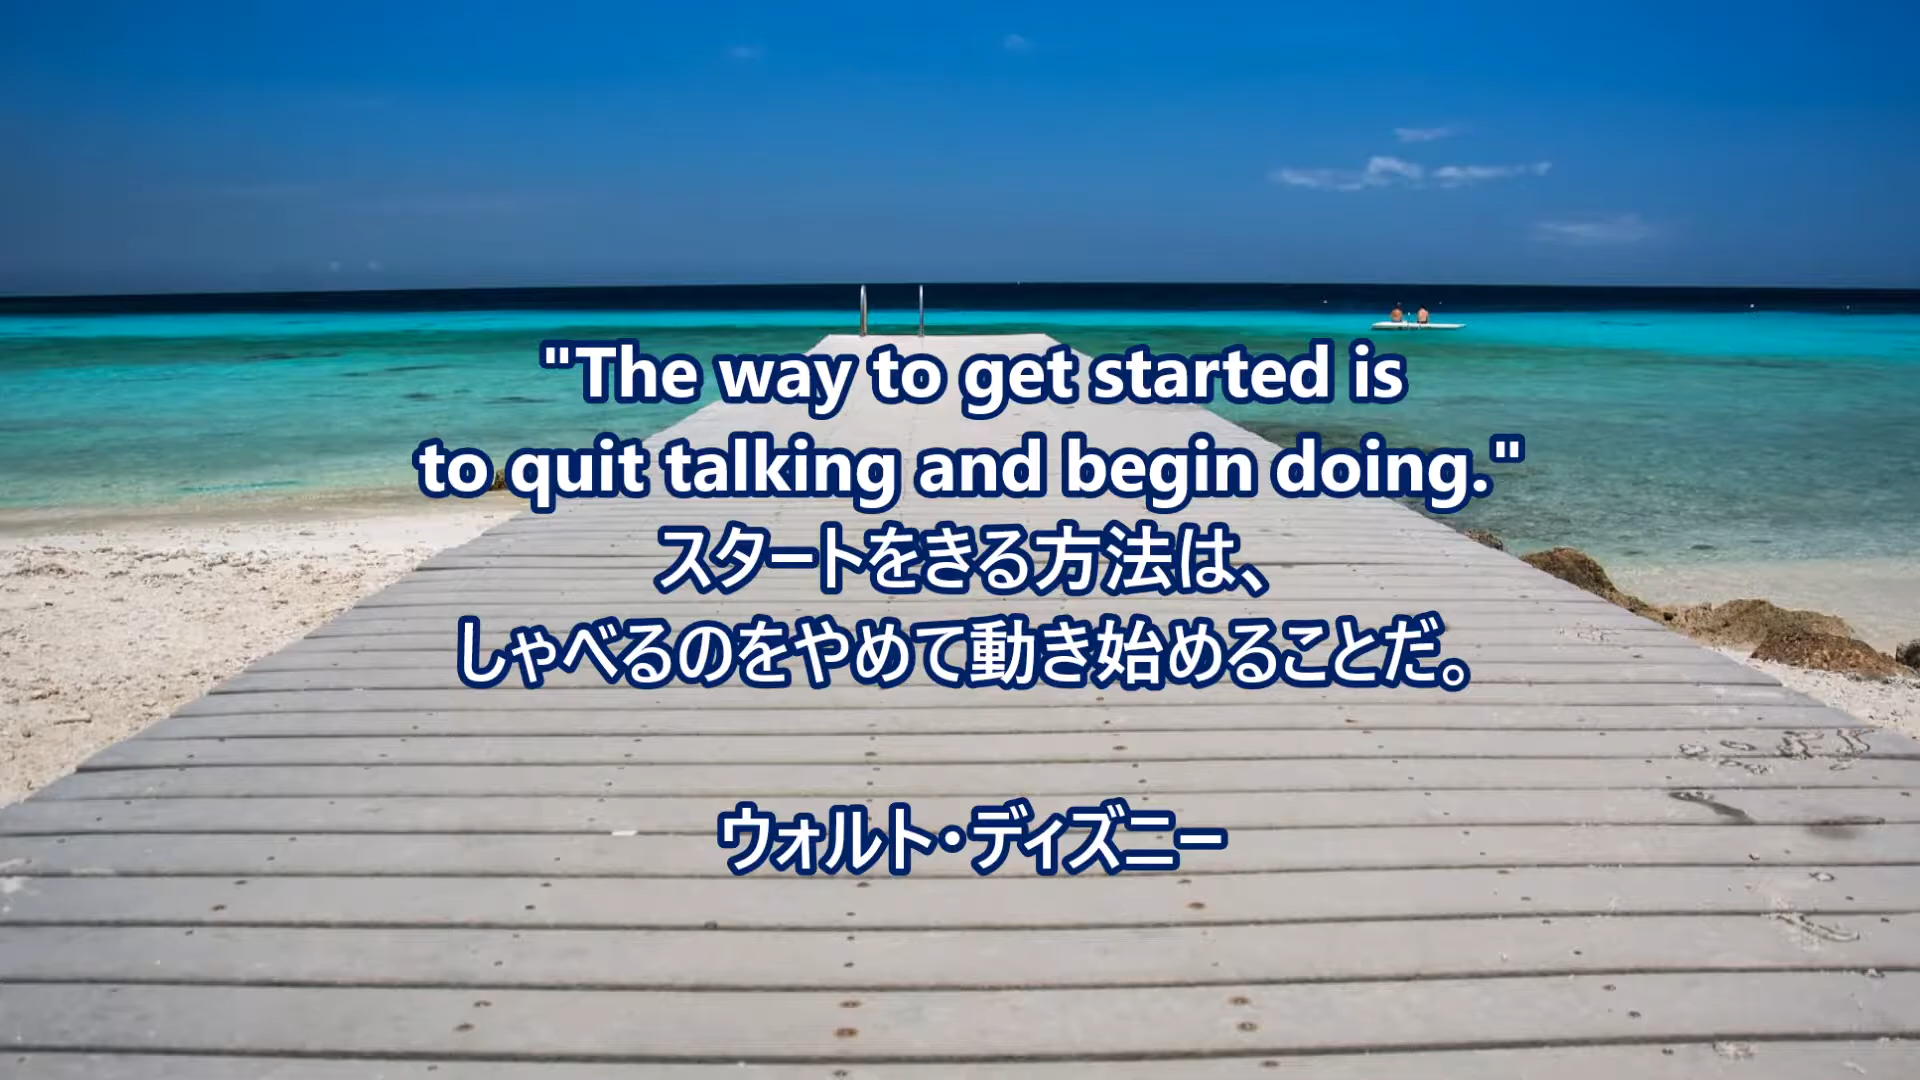 "The way to get started is
to quit talking and begin doing."
スタートをきる方法は、
しゃべるのをやめて動き始めることだ。
ウォルト・ディズニー